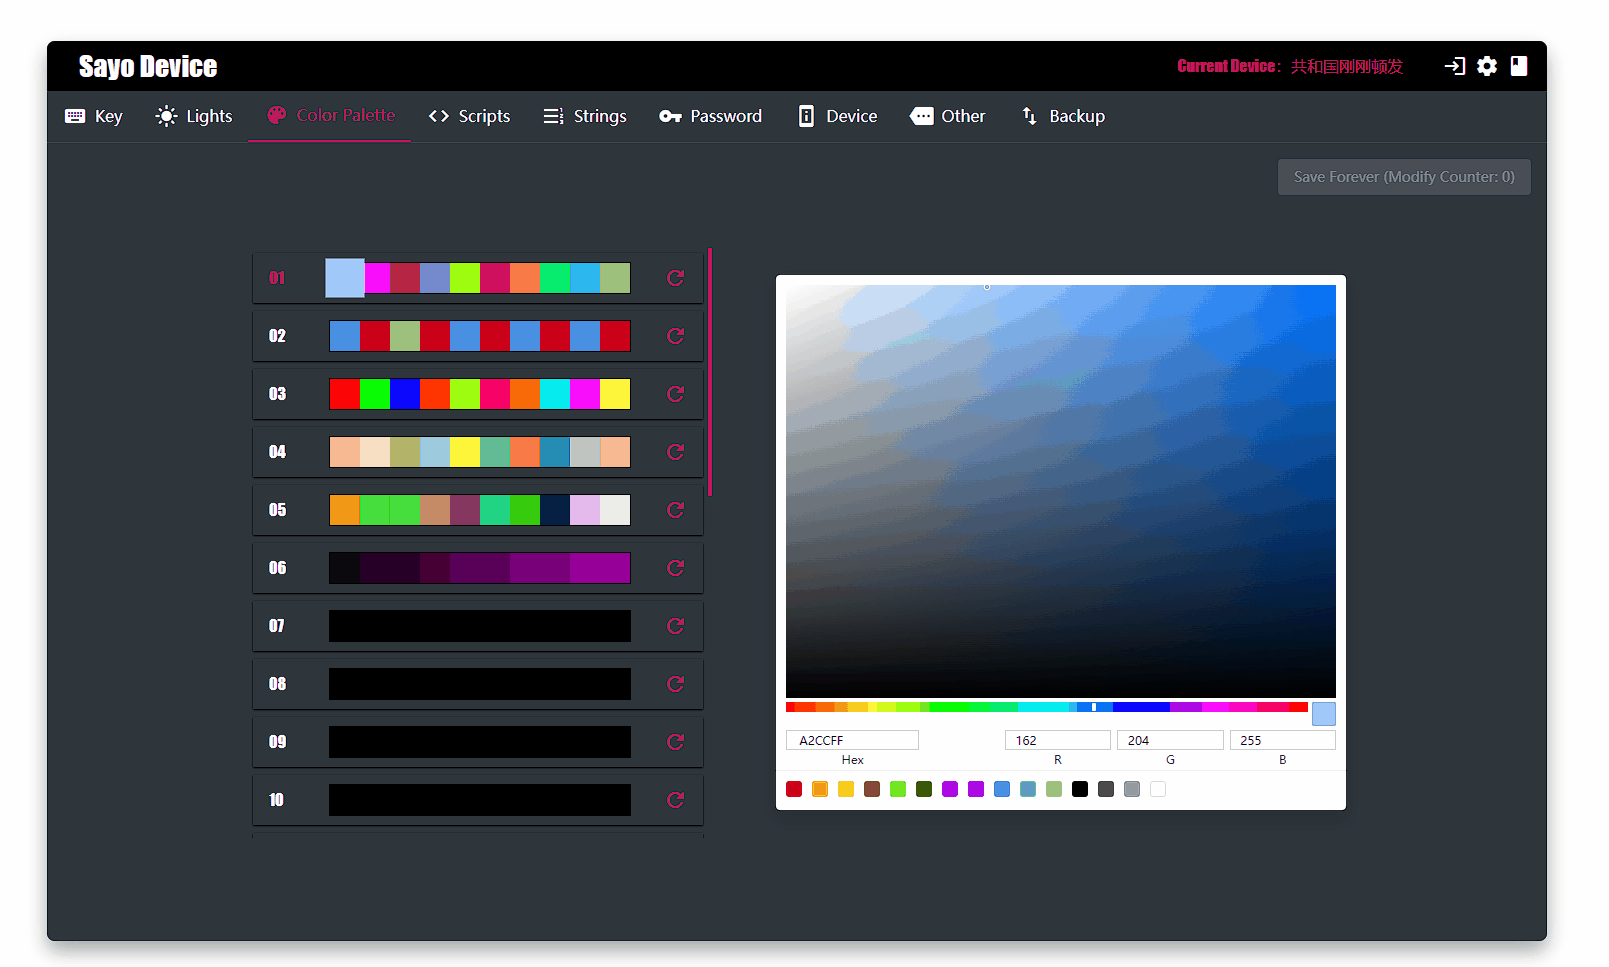 Sayo Device
Current Device: 共和国刚刚顿发
Key Lights Color Palette Scripts Strings Password Device Other Backup
Save Forever (Modify Counter: 0)
01
02
03
04
05
06
07
08
09
10
A2CCFF 162 204 255
Hex R G B